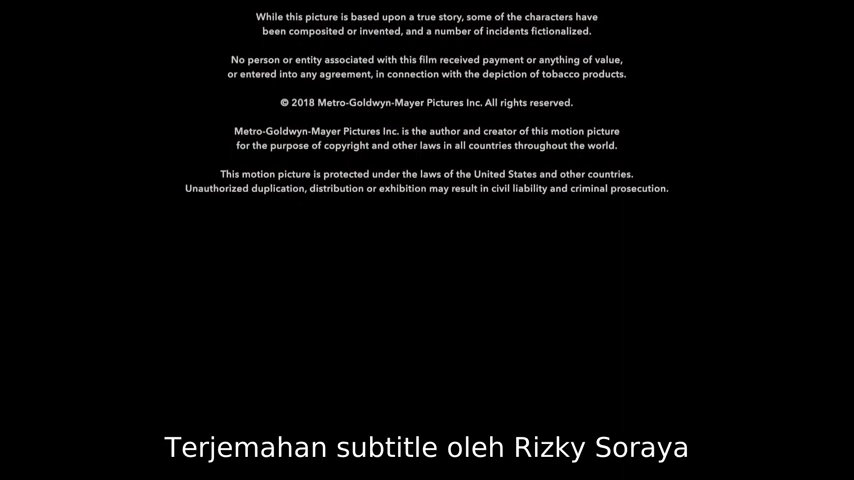 While this picture is based upon a true story, some of the characters have
been composited or invented, and a number of incidents fictionalized.
No person or entity associated with this film received payment or anything of value,
or entered into any agreement, in connection with the depiction of tobacco products.
© 2018 Metro-Goldwyn-Mayer Pictures Inc. All rights reserved.
Metro-Goldwyn-Mayer Pictures Inc. is the author and creator of this motion picture
for the purpose of copyright and other laws in all countries throughout the world.
This motion picture is protected under the laws of the United States and other countries.
Unauthorized duplication, distribution or exhibition may result in civil liability and criminal prosecution.
Terjemahan subtitle oleh Rizky Soraya